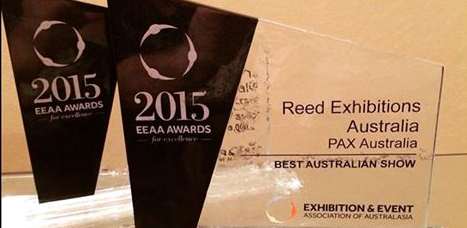 2015
EEAA AWARDS
for excellence
2015
EEAA AWARDS
for excellence
Reed Exhibitions
Australia
PAX Australia
BEST AUSTRALIAN SHOW
EXHIBITION & EVENT
ASSOCIATION OF AUSTRALASIA